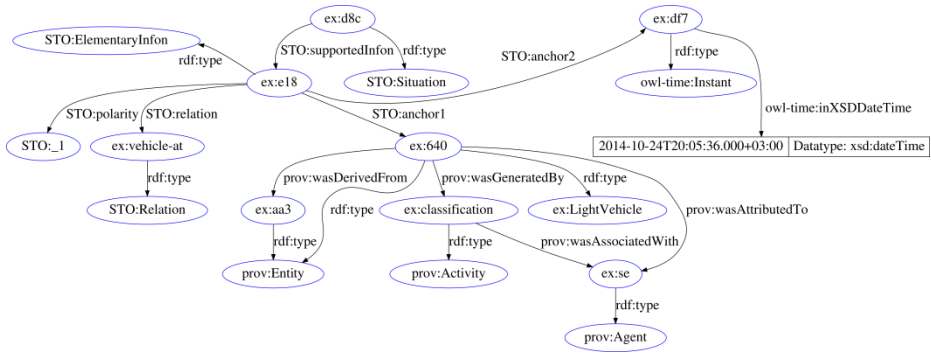 ex:d8c
ex:df7
STO:ElementaryInfon
STO:supportedInfon
rdf:type
rdf:type
STO:anchor2
rdf:type
ex:e18
STO:Situation
owl-time:Instant
STO:polarity
STO:relation
STO:anchor1
owl-time:inXSDDateTime
STO:_1
ex:vehicle-at
ex:640
2014-10-24T20:05:36.000+03:00
Datatype: xsd:dateTime
rdf:type
prov:wasDerivedFrom
prov:wasGeneratedBy
rdf:type
STO:Relation
ex:aa3
rdf:type
ex:classification
ex:LightVehicle
prov:wasAttributedTo
rdf:type
rdf:type
prov:wasAssociatedWith
prov:Entity
prov:Activity
ex:se
rdf:type
prov:Agent